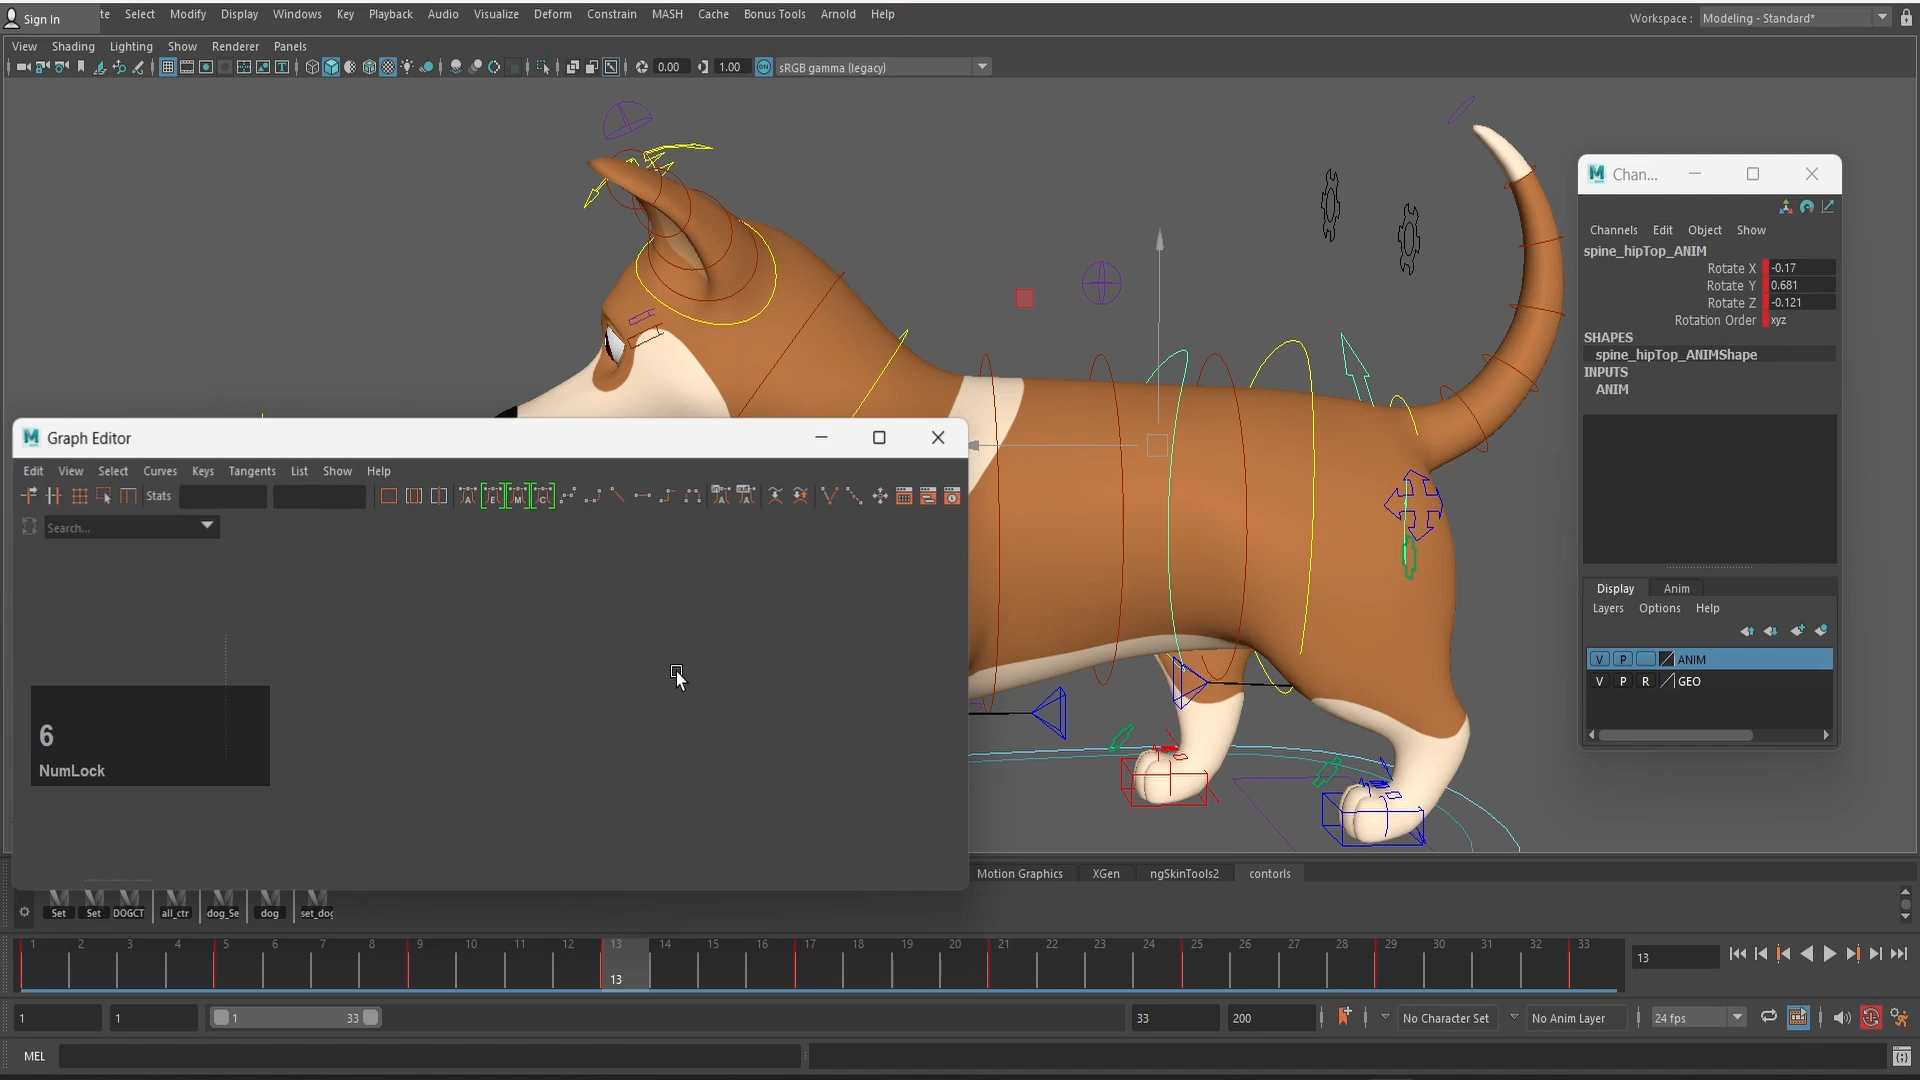 Sign In
te Select Modify Display Windows Key Playback Audio Visualize Deform Constrain MASH Cache Bonus Tools Arnold Help
Workspace : Modeling - Standard*
View Shading Lighting Show Renderer Panels
0.00 1.00 ON sRGB gamma (legacy)
Chan...
Channels Edit Object Show
spine_hipTop_ANIM
Rotate X -0.17
Rotate Y 0.681
Rotate Z -0.121
Rotation Order xyz
SHAPES
spine_hipTop_ANIMShape
INPUTS
ANIM
Graph Editor
Edit View Select Curves Keys Tangents List Show Help
Stats
Search...
6
NumLock
Display Anim
Layers Options Help
V P ANIM
V P R GEO
Motion Graphics XGen ngSkinTools2 contorls
Set Set DOGCT all_ctr dog_Se dog set_dog
1 2 3 4 5 6 7 8 9 10 11 12 13 14 15 16 17 18 19 20 21 22 23 24 25 26 27 28 29 30 31 32 33
13
13
1 1 1 33 33 200 No Character Set No Anim Layer 24 fps
MEL